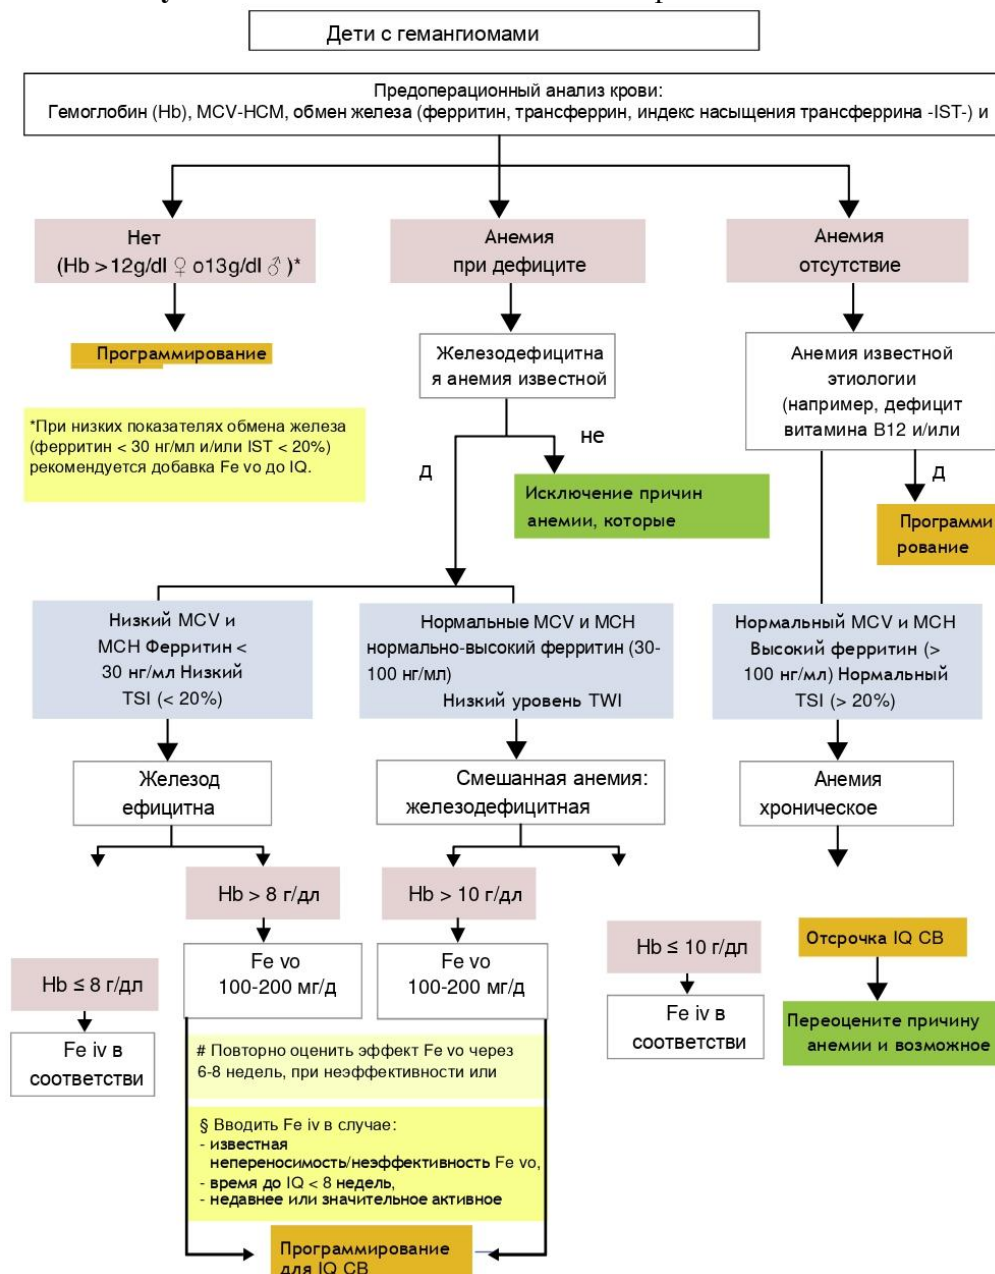 Дети с гемангиомами
Предоперационный анализ крови:
Гемоглобин (Hb), MCV-HCM, обмен железа (ферритин, трансферрин, индекс насыщения трансферрина -IST-) и
Нет
(Hb >12g/dl ♀ о13g/dl ♂)*
Анемия
при дефиците
Анемия
отсутствие
Программирование
Железодефицитна
я анемия известной
Анемия известной
этиологии
(например, дефицит
витамина B12 и/или
*При низких показателях обмена железа
(ферритин < 30 нг/мл и/или IST < 20%)
рекомендуется добавка Fe vo до IQ.
д
не
д
Исключение причин
анемии, которые
Программи
рование
Низкий MCV и
MCH Ферритин <
30 нг/мл Низкий
TSI (< 20%)
Нормальные MCV и MCH
нормально-высокий ферритин (30-
100 нг/мл)
Низкий уровень TWI
Нормальный MCV и MCH
Высокий ферритин (>
100 нг/мл) Нормальный
TSI (> 20%)
Железод
ефицитна
Смешанная анемия:
железодефицитная
Анемия
хроническое
Hb > 8 г/дл
Hb > 10 г/дл
Hb ≤ 8 г/дл
Fe vo
100-200 мг/д
Fe vo
100-200 мг/д
Hb ≤ 10 г/дл
Отсрочка IQ CB
Fe iv в
соответстви
Fe iv в
соответстви
Переоцените причину
анемии и возможное
# Повторно оценить эффект Fe vo через
6-8 недель, при неэффективности или
§ Вводить Fe iv в случае:
- известная
непереносимость/неэффективность Fe vo,
- время до IQ < 8 недель,
- недавнее или значительное активное
Программирование
для IQ CB